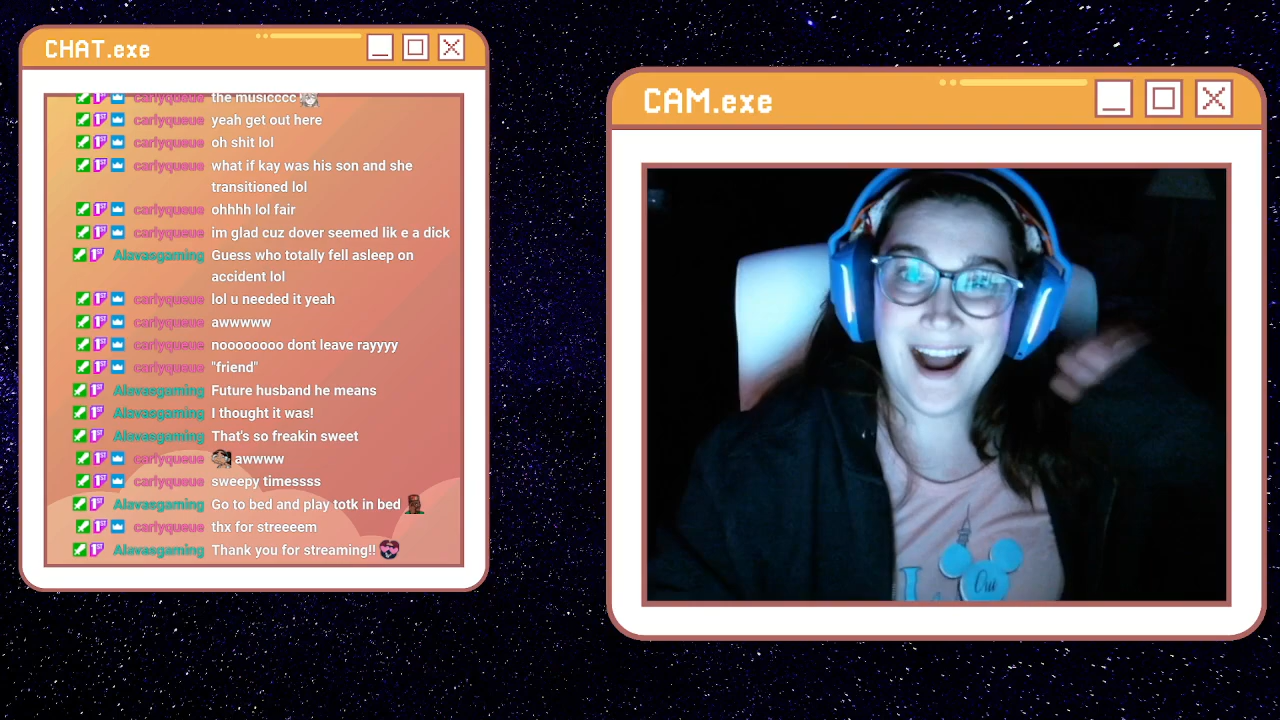 CHAT.exe
carlyqueue the musicccc
carlyqueue yeah get out here
carlyqueue oh shit lol
carlyqueue what if kay was his son and she
transitioned lol
carlyqueue ohhhh lol fair
carlyqueue im glad cuz dover seemed lik e a dick
Alavasgaming Guess who totally fell asleep on
accident lol
carlyqueue lol u needed it yeah
carlyqueue awwwww
carlyqueue noooooooo dont leave rayyyy
carlyqueue "friend"
Alavasgaming Future husband he means
Alavasgaming I thought it was!
Alavasgaming That's so freakin sweet
carlyqueue awwww
carlyqueue sweepy timessss
Alavasgaming Go to bed and play totk in bed
carlyqueue thx for streeeem
Alavasgaming Thank you for streaming!!
CAM.exe
Oui